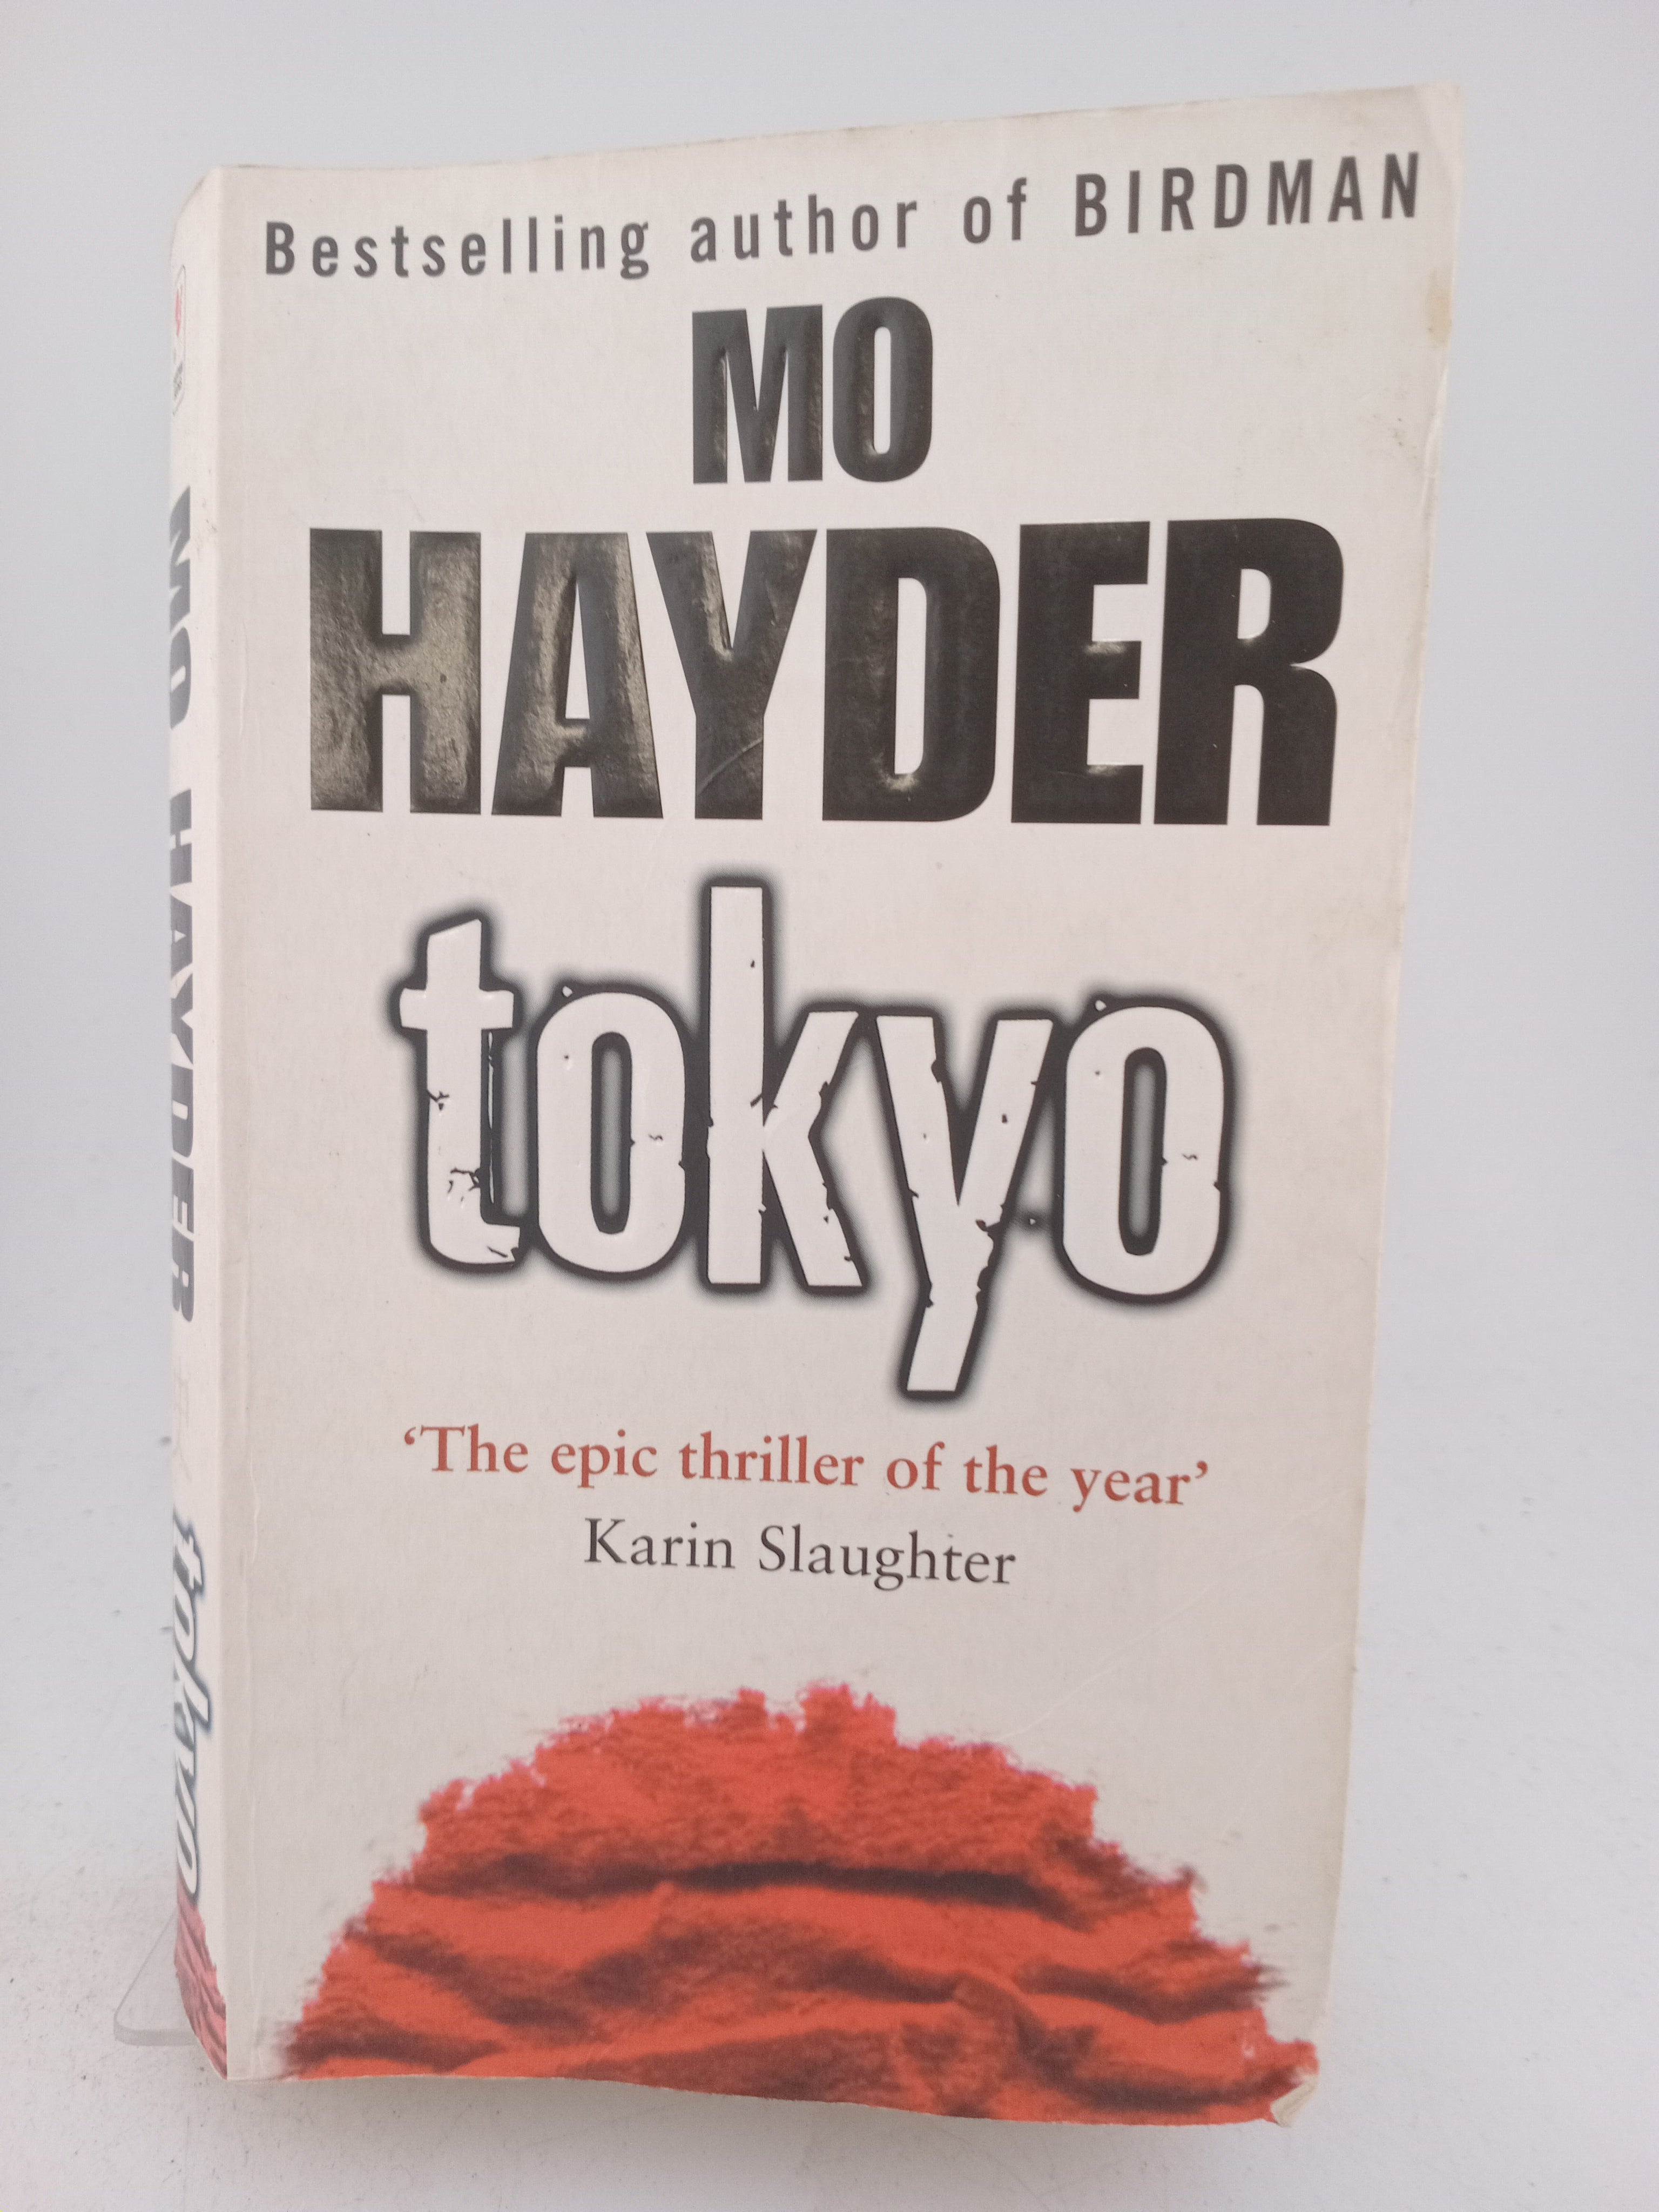 Bestselling author of BIRDMAN
MO
HAYDER
tokyo
‘The epic thriller of the year’
Karin Slaughter
MO HAYDER
tokyo